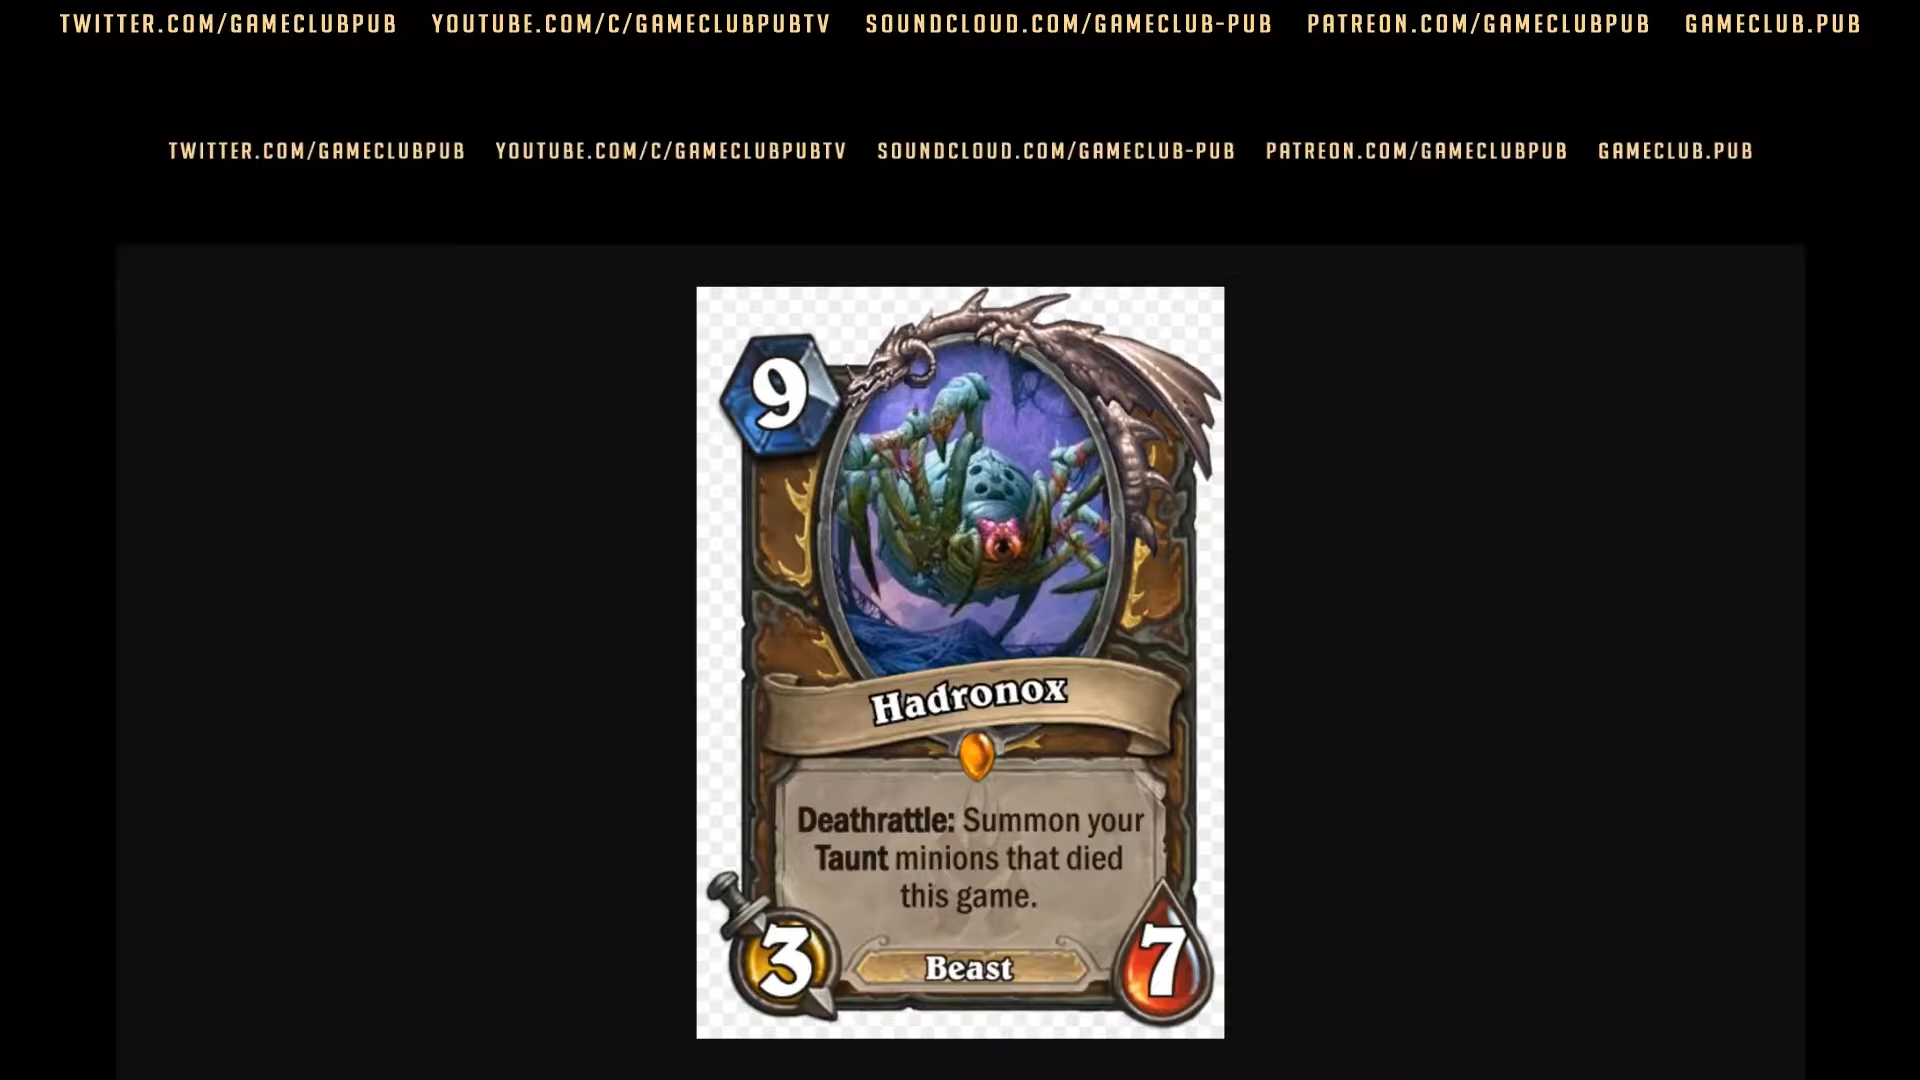 TWITTER.COM/GAMECLUBPUB YOUTUBE.COM/C/GAMECLUBPUBTV SOUNDCLOUD.COM/GAMECLUB-PUB PATREON.COM/GAMECLUBPUB GAMECLUB.PUB
TWITTER.COM/GAMECLUBPUB YOUTUBE.COM/C/GAMECLUBPUBTV SOUNDCLOUD.COM/GAMECLUB-PUB PATREON.COM/GAMECLUBPUB GAMECLUB.PUB
9
Hadronox
Deathrattle: Summon your
Taunt minions that died
this game.
3
Beast
7